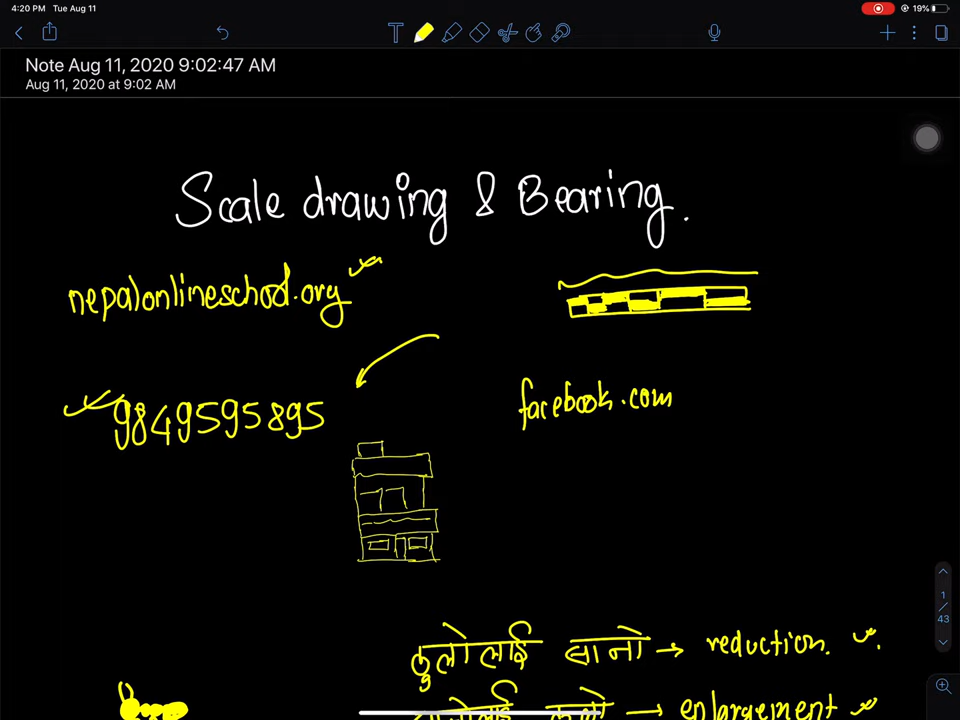 4:20 PM Tue Aug 11
19%
Note Aug 11, 2020 9:02:47 AM
Aug 11, 2020 at 9:02 AM
Scale drawing & Bearing.
nepalonlineschool.org
facebook.com
9849595895
ठुलोलाई सानो → reduction.
1
/
43
सानोलाई ठुलो → enlargement